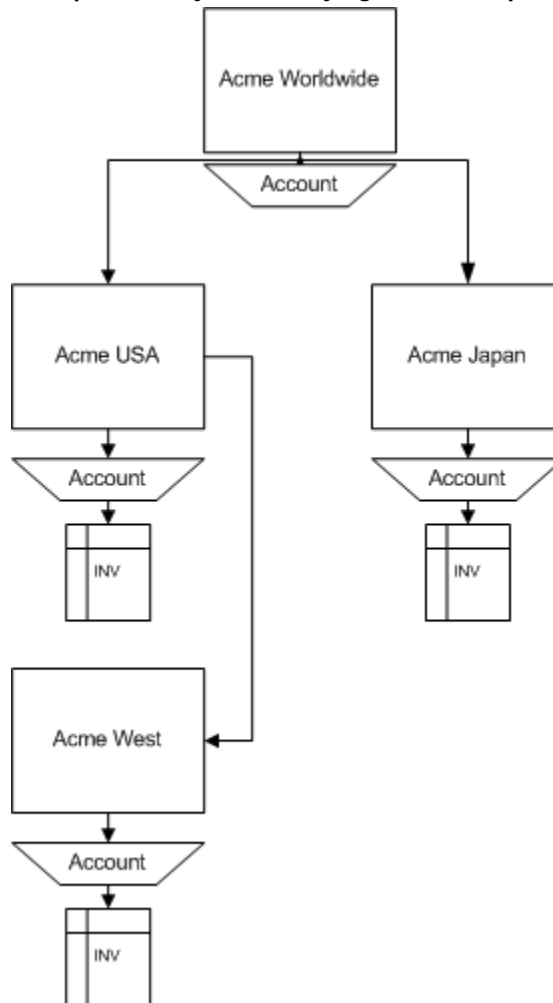 Acme Worldwide
Account
Acme USA
Acme Japan
Account
Account
INV
INV
Acme West
Account
INV